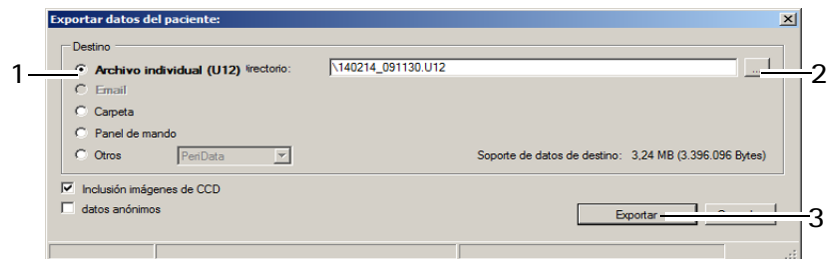 Exportar datos del paciente:
Destino
1 Archivo individual (U12) irectorio: \140214_091130.U12 ... 2
Email
Carpeta
Panel de mando
Otros PeriData Soporte de datos de destino: 3,24 MB (3.396.096 Bytes)
Inclusión imágenes de CCD
datos anónimos
Exportar 3